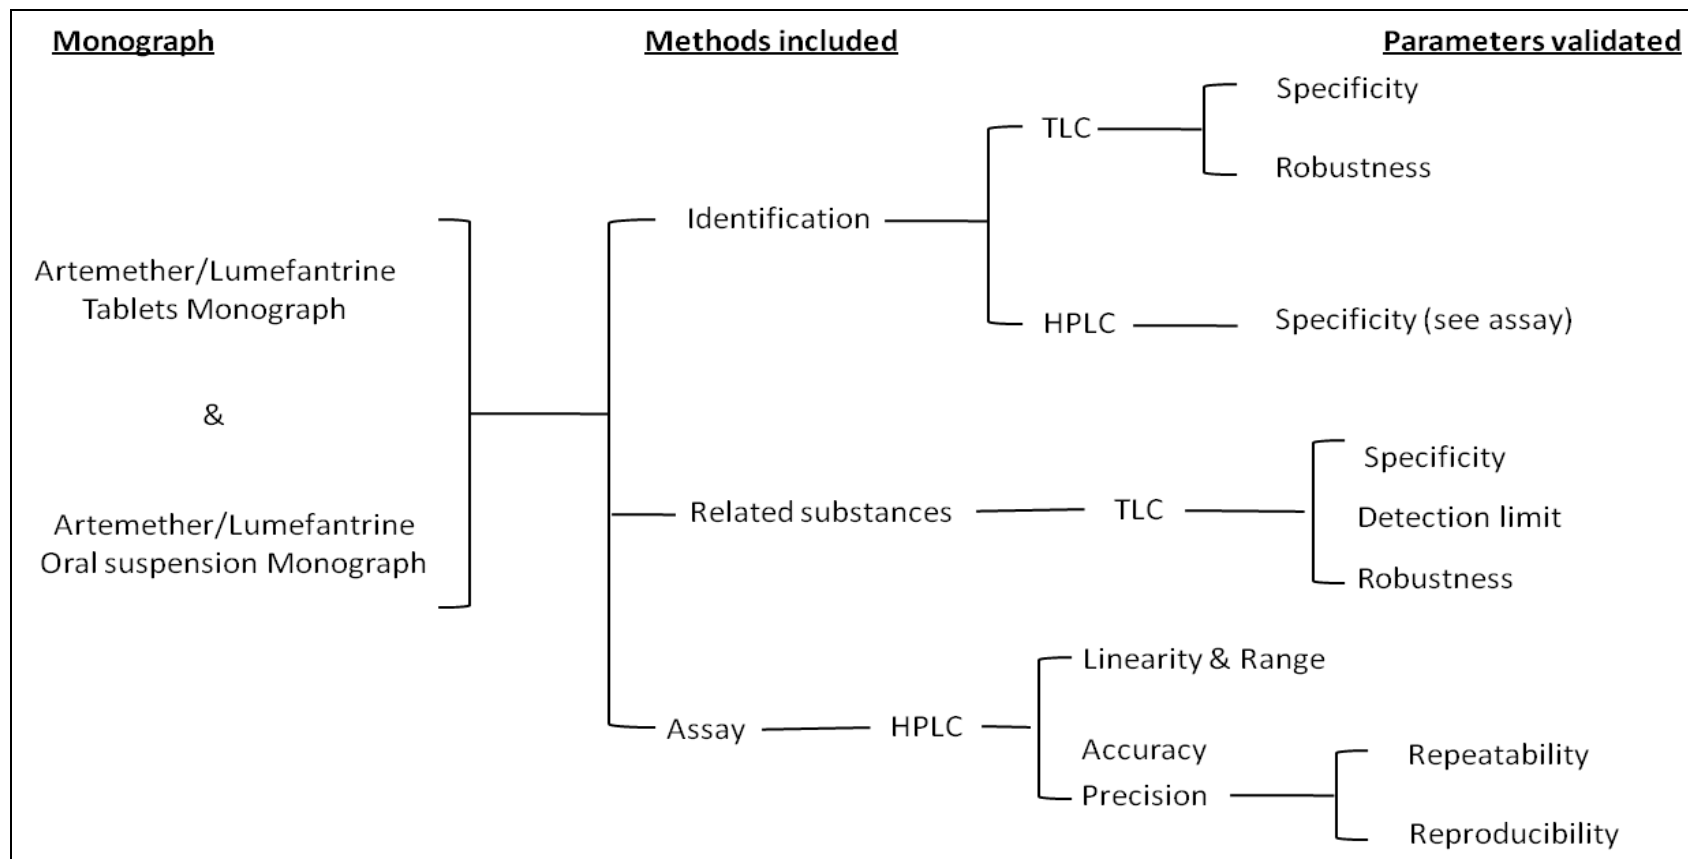 Monograph
Methods included
Parameters validated
Artemether/Lumefantrine
Tablets Monograph
&
Artemether/Lumefantrine
Oral suspension Monograph
Identification
TLC
Specificity
Robustness
HPLC
Specificity (see assay)
Related substances
TLC
Specificity
Detection limit
Robustness
Assay
HPLC
Linearity & Range
Accuracy
Precision
Repeatability
Reproducibility